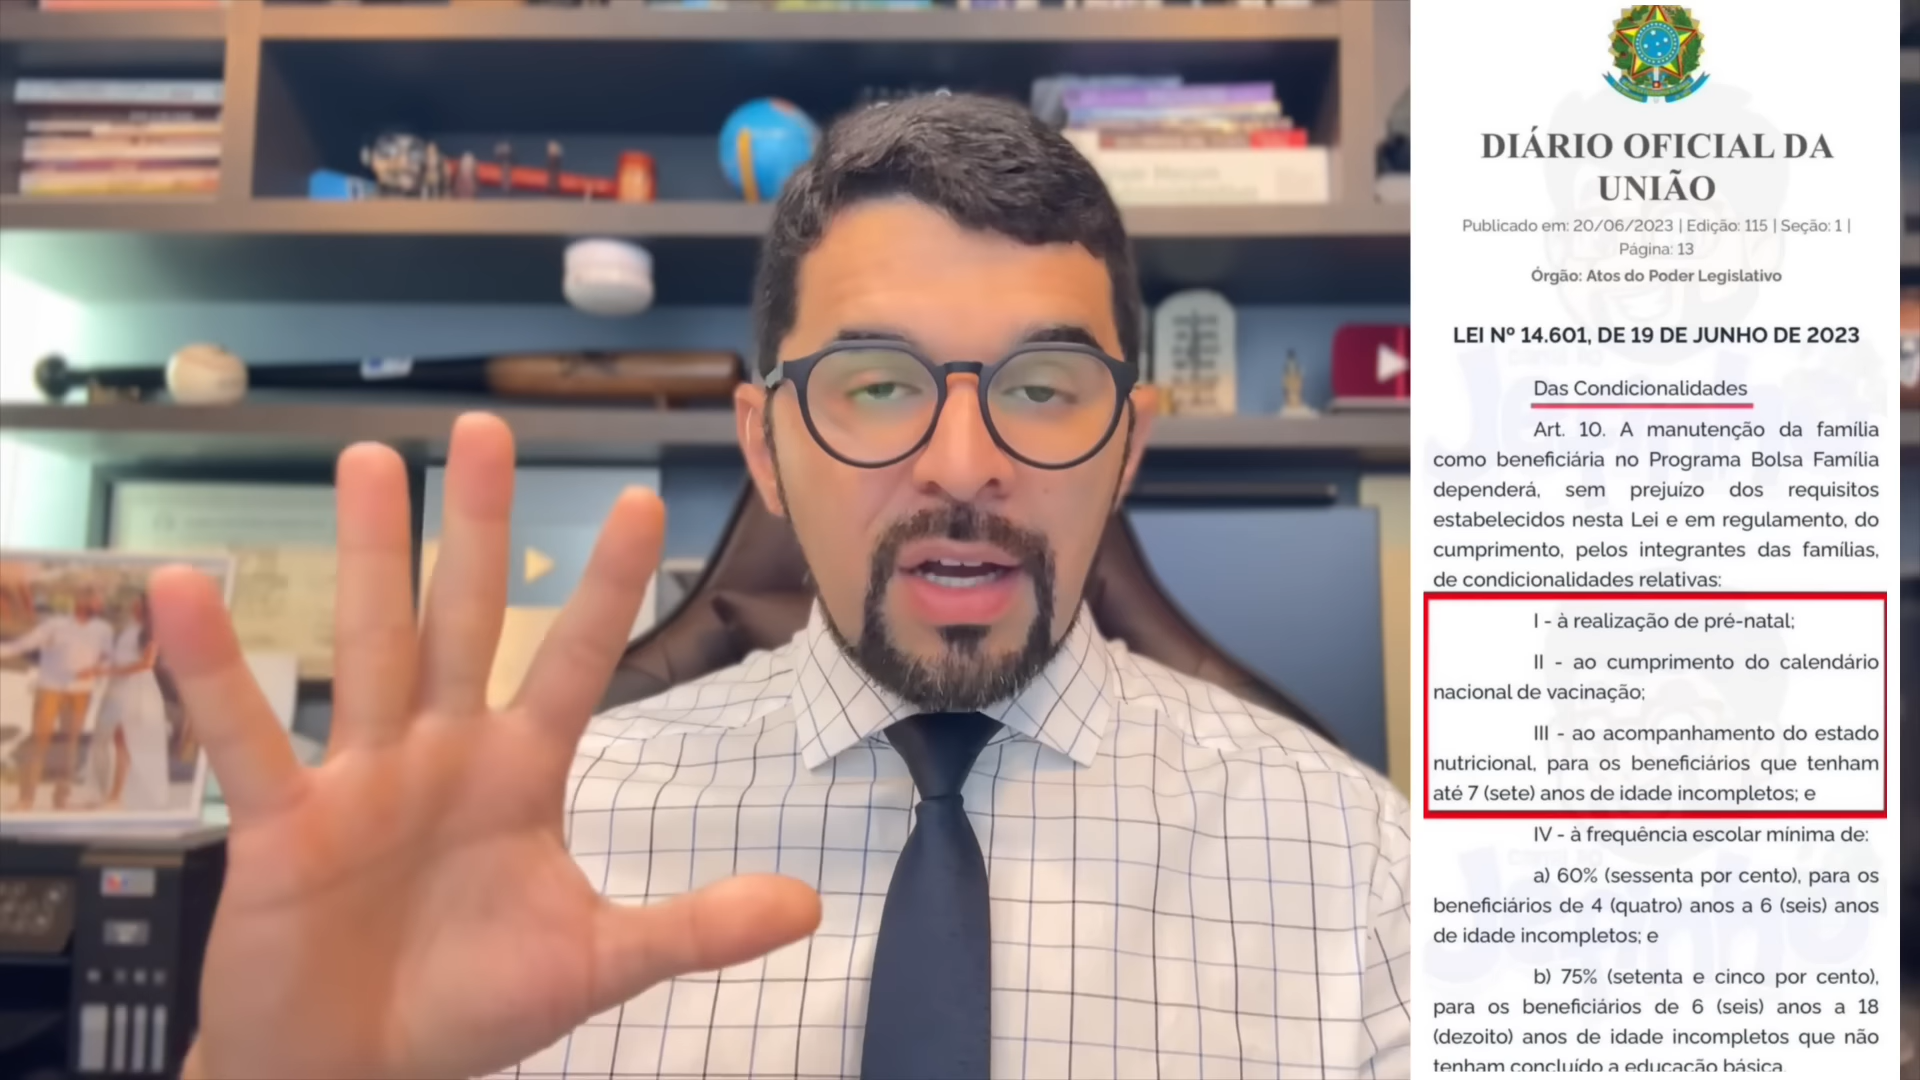 DIÁRIO OFICIAL DA
UNIÃO
Publicado em: 20/06/2023 | Edição: 115 | Seção: 1 |
Página: 13
Órgão: Atos do Poder Legislativo
LEI Nº 14.601, DE 19 DE JUNHO DE 2023
Das Condicionalidades
Art. 10. A manutenção da família
como beneficiária no Programa Bolsa Família
dependerá, sem prejuízo dos requisitos
estabelecidos nesta Lei e em regulamento, do
cumprimento, pelos integrantes das famílias,
de condicionalidades relativas:
I - à realização de pré-natal;
II - ao cumprimento do calendário
nacional de vacinação;
III - ao acompanhamento do estado
nutricional, para os beneficiários que tenham
até 7 (sete) anos de idade incompletos; e
IV - à frequência escolar mínima de:
a) 60% (sessenta por cento), para os
beneficiários de 4 (quatro) anos a 6 (seis) anos
de idade incompletos; e
b) 75% (setenta e cinco por cento),
para os beneficiários de 6 (seis) anos a 18
(dezoito) anos de idade incompletos que não
tenham concluído a educação básica.